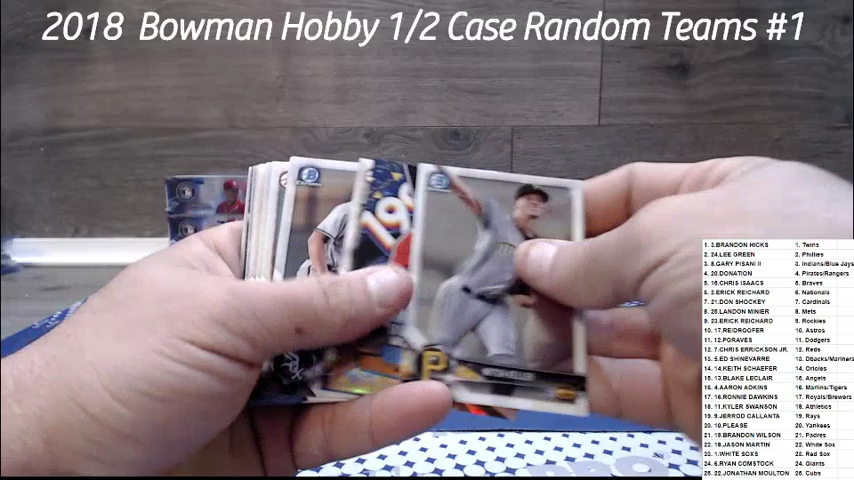 2018 Bowman Hobby 1/2 Case Random Teams #1
198
P
1. 3.BRANDON HICKS 1. Twins
2. 24.LEE GREEN 2. Phillies
3. 8.GARY PISANI II 3. Indians/Blue Jays
4. 20.DONATION 4. Pirates/Rangers
5. 15.CHRIS ISAACS 5. Braves
6. 2.ERICK REICHARD 6. Nationals
7. 21.DON SHOCKEY 7. Cardinals
8. 25.LANDON MINIER 8. Mets
9. 23.ERICK REICHARD 9. Rockies
10. 17.REIDROOFER 10. Astros
11. 12.PGRAVES 11. Dodgers
12. 7.CHRIS ERRICKSON JR. 12. Reds
13. 5.ED SHINEVARRE 13. Dbacks/Mariners
14. 14.KEITH SCHAEFER 14. Orioles
15. 13.BLAKE LECLAIR 15. Angels
16. 4.AARON ADKINS 16. Marlins/Tigers
17. 16.RONNIE DAWKINS 17. Royals/Brewers
18. 11.KYLER SWANSON 18. Athletics
19. 9.JERROD CALLANTA 19. Rays
20. 10.PLEASE 20. Yankees
21. 19.BRANDON WILSON 21. Padres
22. 18.JASON MARTIN 22. White Sox
23. 1.WHITE SOXS 23. Red Sox
24. 6.RYAN COMSTOCK 24. Giants
25. 22.JONATHAN MOULTON 25. Cubs